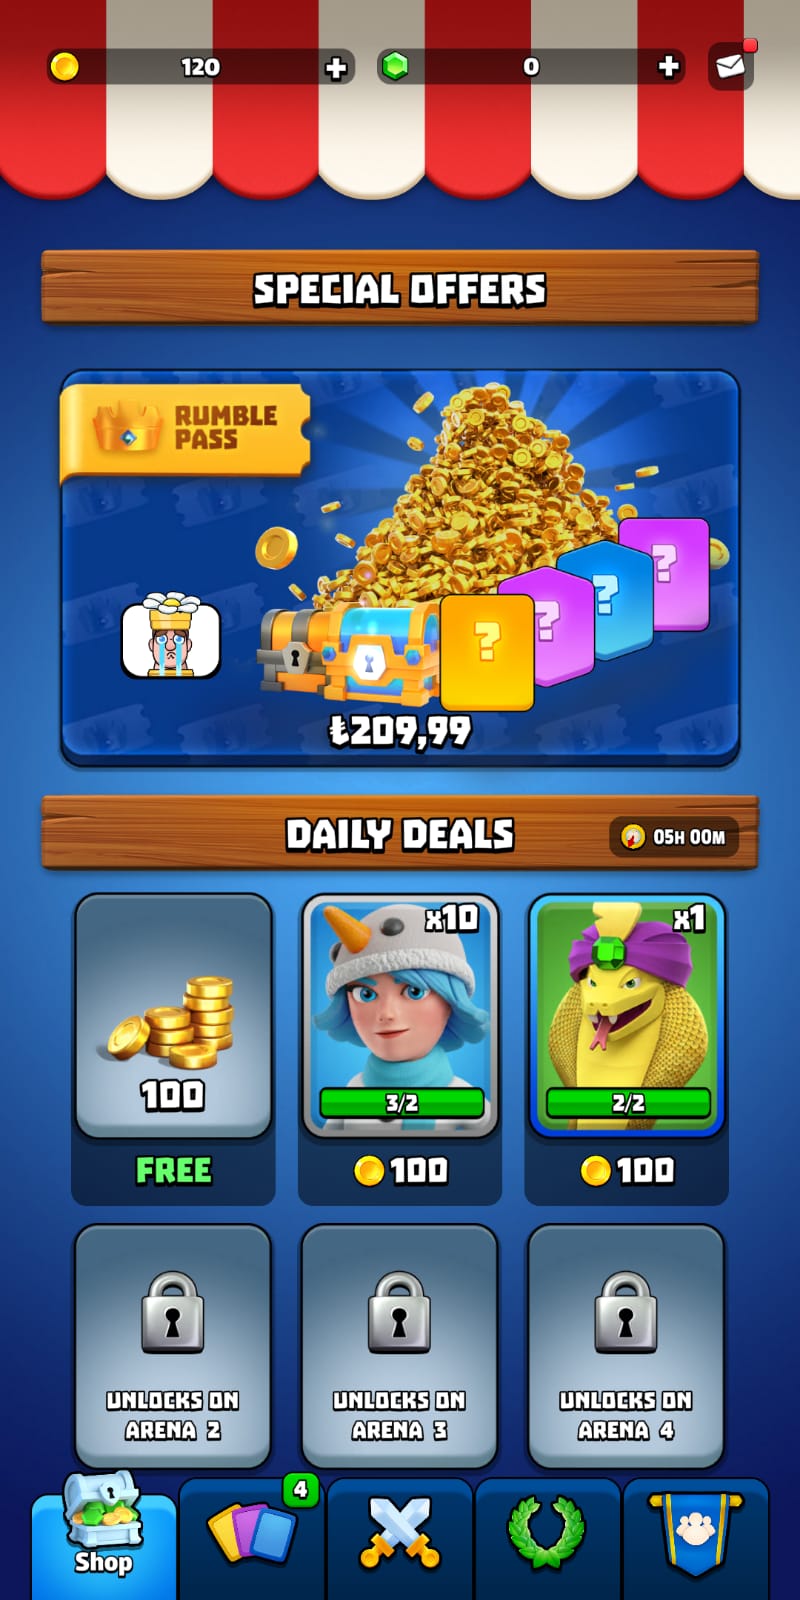 120
0
SPECIAL OFFERS
RUMBLE
PASS
?
?
?
?
₺209,99
DAILY DEALS
05H 00M
x10
x1
100
3/2
2/2
FREE
100
100
UNLOCKS ON
ARENA 2
UNLOCKS ON
ARENA 3
UNLOCKS ON
ARENA 4
4
Shop